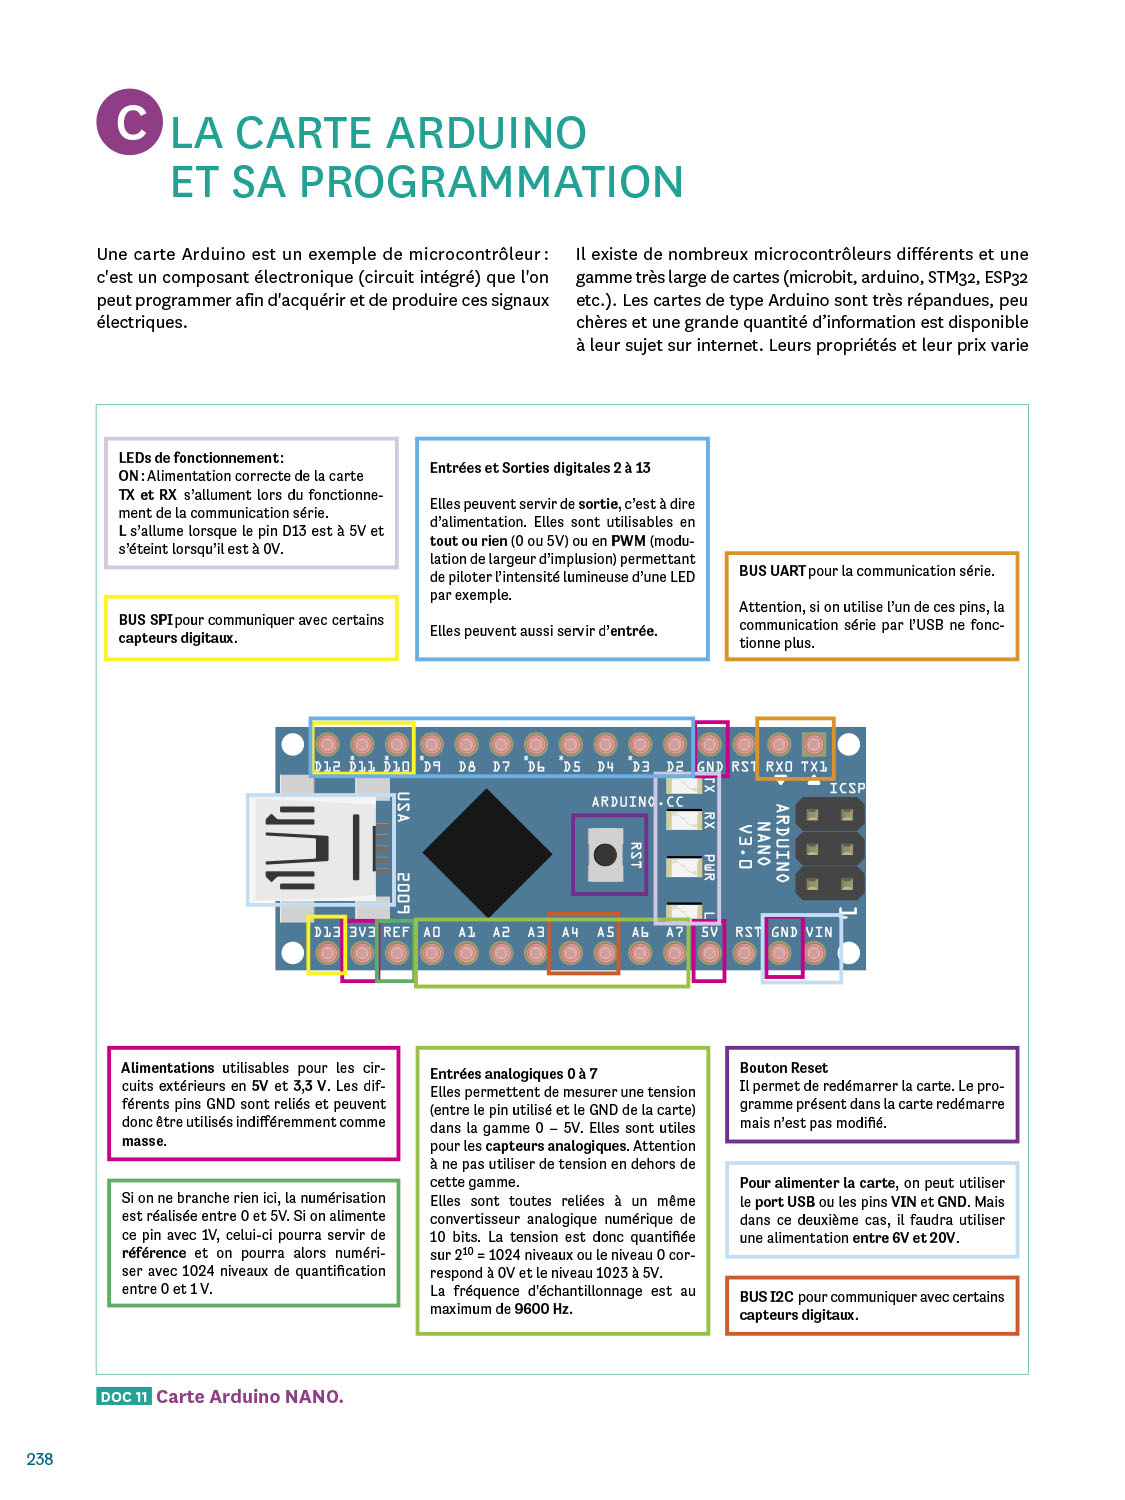 C
LA CARTE ARDUINO
ET SA PROGRAMMATION
Une carte Arduino est un exemple de microcontrôleur :
c'est un composant électronique (circuit intégré) que l'on
peut programmer afin d'acquérir et de produire ces signaux
électriques.
Il existe de nombreux microcontrôleurs différents et une
gamme très large de cartes (microbit, arduino, STM32, ESP32
etc.). Les cartes de type Arduino sont très répandues, peu
chères et une grande quantité d’information est disponible
à leur sujet sur internet. Leurs propriétés et leur prix varie
LEDs de fonctionnement :
ON : Alimentation correcte de la carte
TX et RX s’allument lors du fonctionne-
ment de la communication série.
L s’allume lorsque le pin D13 est à 5V et
s’éteint lorsqu’il est à 0V.
BUS SPI pour communiquer avec certains
capteurs digitaux.
Entrées et Sorties digitales 2 à 13
Elles peuvent servir de sortie, c’est à dire
d’alimentation. Elles sont utilisables en
tout ou rien (0 ou 5V) ou en PWM (modu-
lation de largeur d’implusion) permettant
de piloter l’intensité lumineuse d’une LED
par exemple.
Elles peuvent aussi servir d’entrée.
BUS UART pour la communication série.
Attention, si on utilise l’un de ces pins, la
communication série par l’USB ne fonc-
tionne plus.
D12 *D11 *D10 *D9 D8 D7 *D6 *D5 D4 *D3 D2 GND RST RX0 TX1
ICSP
ARDUINO.CC
USA
2009
RST
TX
RX
PWR
L
ARDUINO
NANO
V3.0
1
D13 3V3 REF A0 A1 A2 A3 A4 A5 A6 A7 5V RST GND VIN
Alimentations utilisables pour les cir-
cuits extérieurs en 5V et 3,3 V. Les dif-
férents pins GND sont reliés et peuvent
donc être utilisés indifféremment comme
masse.
Si on ne branche rien ici, la numérisation
est réalisée entre 0 et 5V. Si on alimente
ce pin avec 1V, celui-ci pourra servir de
référence et on pourra alors numéri-
ser avec 1024 niveaux de quantification
entre 0 et 1 V.
Entrées analogiques 0 à 7
Elles permettent de mesurer une tension
(entre le pin utilisé et le GND de la carte)
dans la gamme 0 – 5V. Elles sont utiles
pour les capteurs analogiques. Attention
à ne pas utiliser de tension en dehors de
cette gamme.
Elles sont toutes reliées à un même
convertisseur analogique numérique de
10 bits. La tension est donc quantifiée
sur 2¹⁰ = 1024 niveaux ou le niveau 0 cor-
respond à 0V et le niveau 1023 à 5V.
La fréquence d'échantillonnage est au
maximum de 9600 Hz.
Bouton Reset
Il permet de redémarrer la carte. Le pro-
gramme présent dans la carte redémarre
mais n’est pas modifié.
Pour alimenter la carte, on peut utiliser
le port USB ou les pins VIN et GND. Mais
dans ce deuxième cas, il faudra utiliser
une alimentation entre 6V et 20V.
BUS I2C pour communiquer avec certains
capteurs digitaux.
DOC 11 Carte Arduino NANO.
238